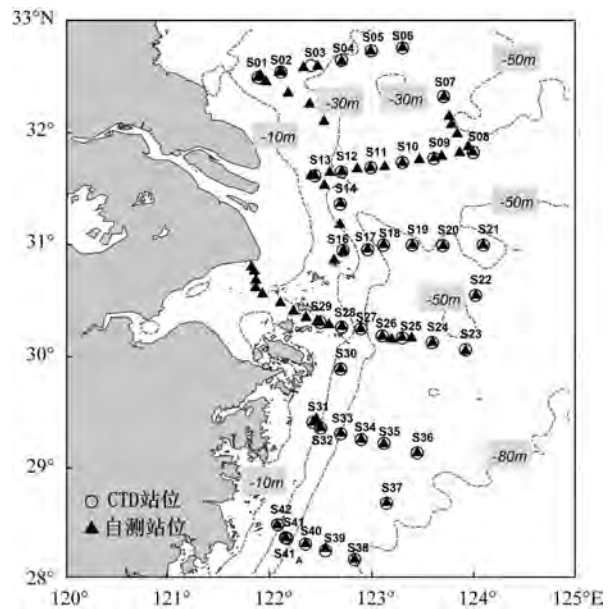 33°N
S05 S06
S04
S03
S01 S02
-50m
S07
-30m -30m
32°
-10m
S08
S09
S10
S11
S12
S13
S14
-50m
S21
S20
S19
S18
S17
S16
31°
S22
-50m
S29
S28
S27
S26 S25 S24
S23
30°
S30
S31
S32
S33
S34
S35
S36
29°
-80m
-10m
S37
○ CTD站位
▲ 自测站位
S42
S41
S40
S39
S38
S41A
28°
120° 121° 122° 123° 124° 125°E